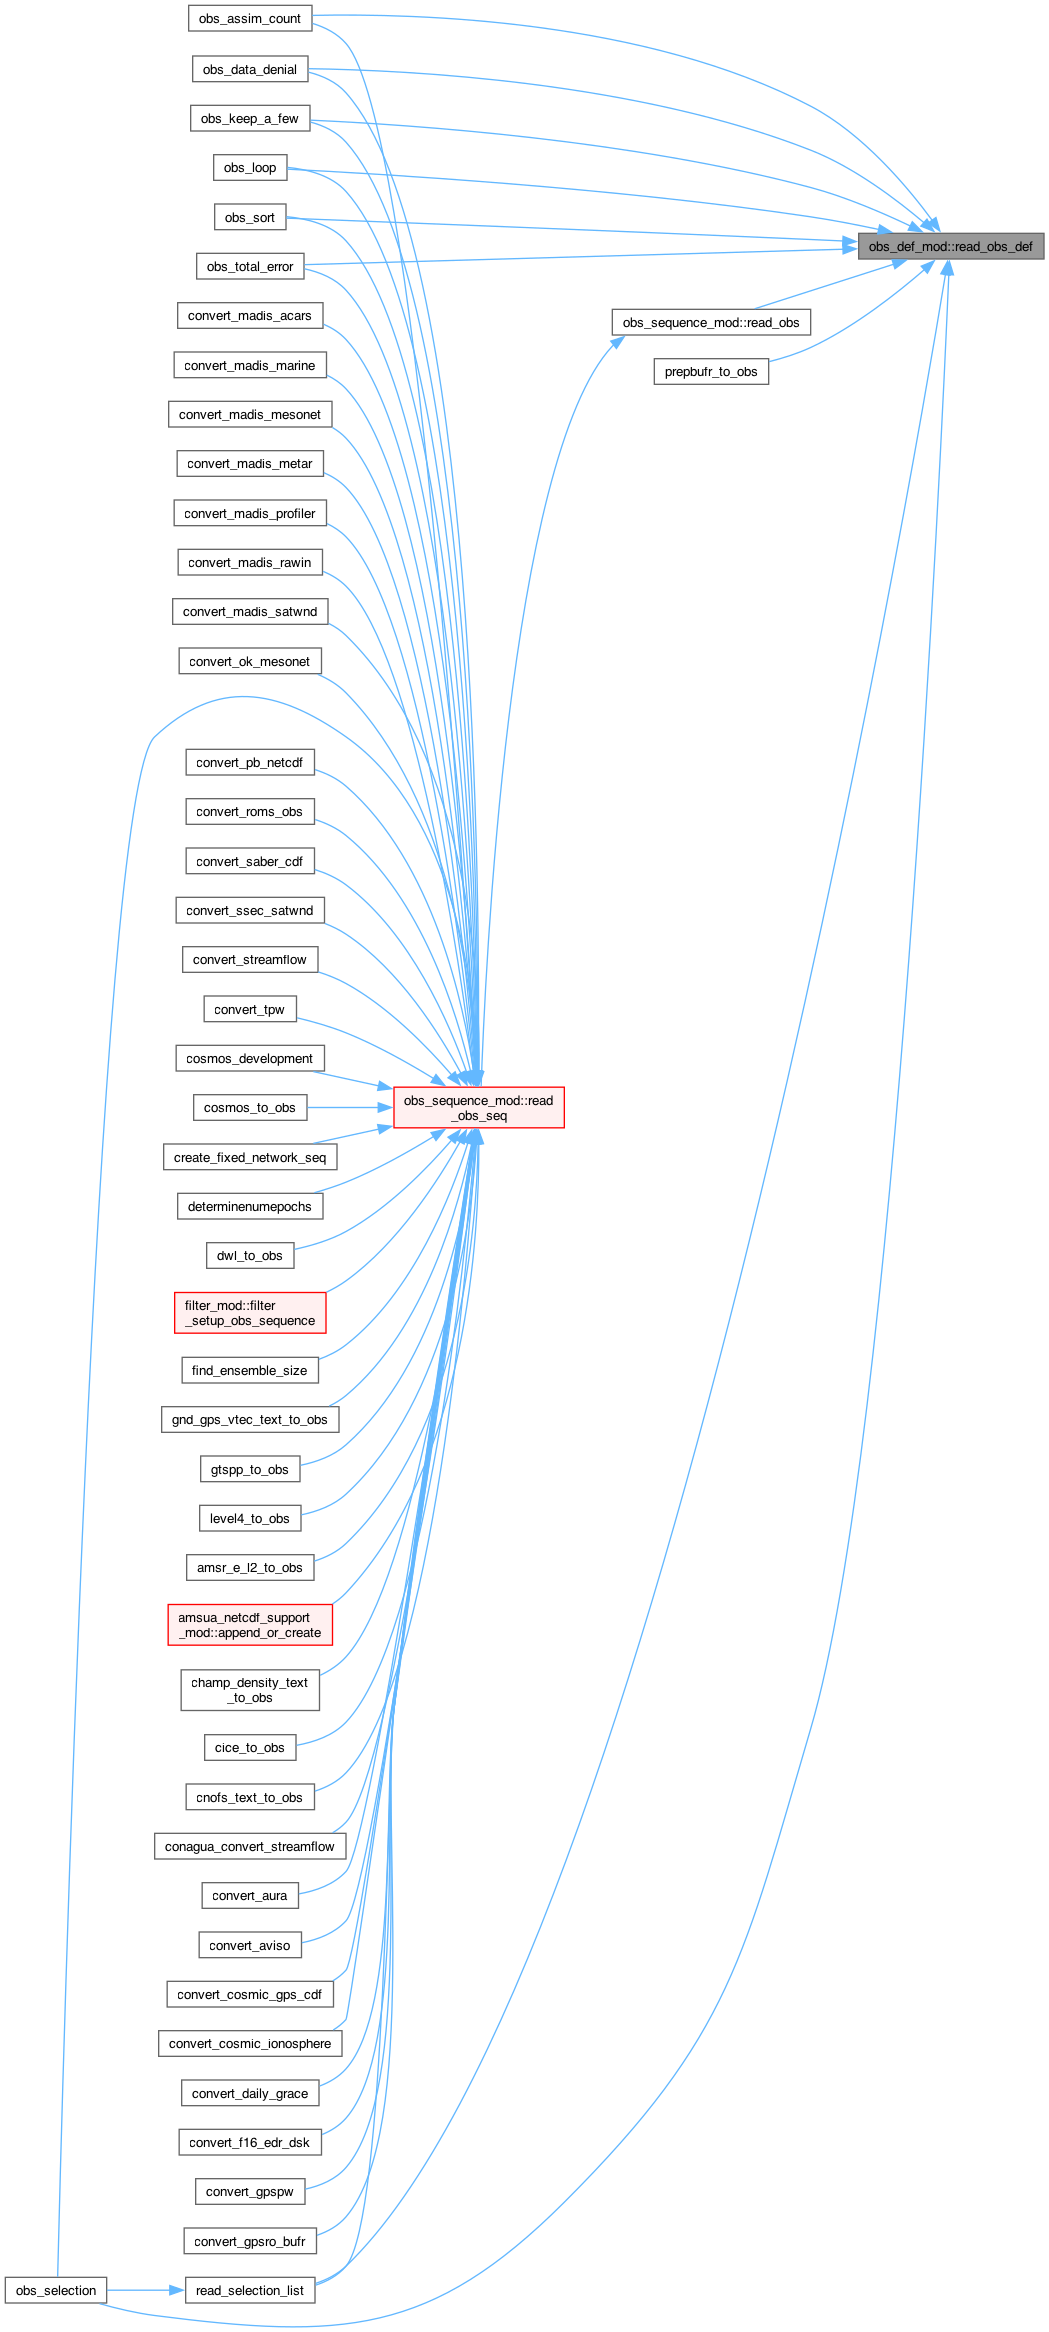 obs_assim_count
obs_data_denial
obs_keep_a_few
obs_loop
obs_sort
obs_def_mod::read_obs_def
obs_total_error
convert_madis_acars
obs_sequence_mod::read_obs
convert_madis_marine
prepbufr_to_obs
convert_madis_mesonet
convert_madis_metar
convert_madis_profiler
convert_madis_rawin
convert_madis_satwnd
convert_ok_mesonet
convert_pb_netcdf
convert_roms_obs
convert_saber_cdf
convert_ssec_satwnd
convert_streamflow
convert_tpw
cosmos_development
obs_sequence_mod::read
_obs_seq
cosmos_to_obs
create_fixed_network_seq
determinenumepochs
dwl_to_obs
filter_mod::filter
_setup_obs_sequence
find_ensemble_size
gnd_gps_vtec_text_to_obs
gtspp_to_obs
level4_to_obs
amsr_e_l2_to_obs
amsua_netcdf_support
_mod::append_or_create
champ_density_text
_to_obs
cice_to_obs
cnofs_text_to_obs
conagua_convert_streamflow
convert_aura
convert_aviso
convert_cosmic_gps_cdf
convert_cosmic_ionosphere
convert_daily_grace
convert_f16_edr_dsk
convert_gpspw
convert_gpsro_bufr
obs_selection
read_selection_list